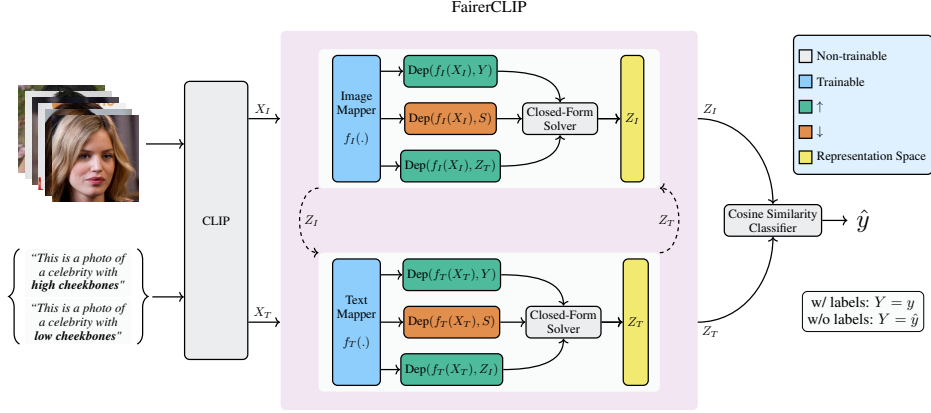 FairerCLIP
Non-trainable
Trainable
↑
↓
Representation Space
Image
Mapper
f_I(.)
Dep(f_I(X_I), Y)
Dep(f_I(X_I), S)
Dep(f_I(X_I), Z_T)
Closed-Form
Solver
Z_I
X_I
Z_I
CLIP
Z_I
Z_T
Cosine Similarity
Classifier
ŷ
“This is a photo of
a celebrity with
high cheekbones"
“This is a photo of
a celebrity with
low cheekbones"
X_T
Text
Mapper
f_T(.)
Dep(f_T(X_T), Y)
Dep(f_T(X_T), S)
Dep(f_T(X_T), Z_I)
Closed-Form
Solver
Z_T
Z_T
w/ labels: Y = y
w/o labels: Y = ŷ